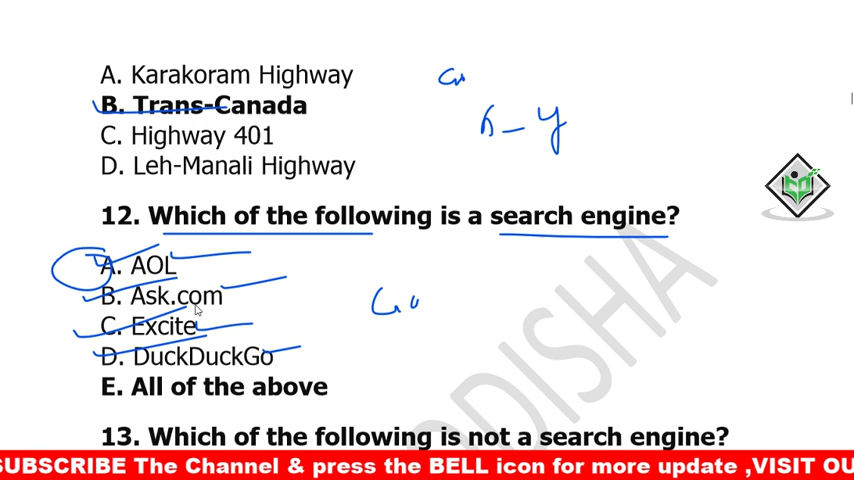 A. Karakoram Highway
B. Trans-Canada
C. Highway 401
D. Leh-Manali Highway
12. Which of the following is a search engine?
A. AOL
B. Ask.com
C. Excite
D. DuckDuckGo
E. All of the above
13. Which of the following is not a search engine?
ODISHA
SUBSCRIBE The Channel & press the BELL icon for more update ,VISIT OU